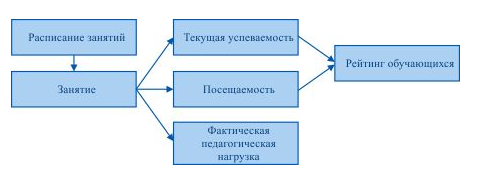 Расписание занятий
Текущая успеваемость
Рейтинг обучающихся
Занятие
Посещаемость
Фактическая
педагогическая
нагрузка